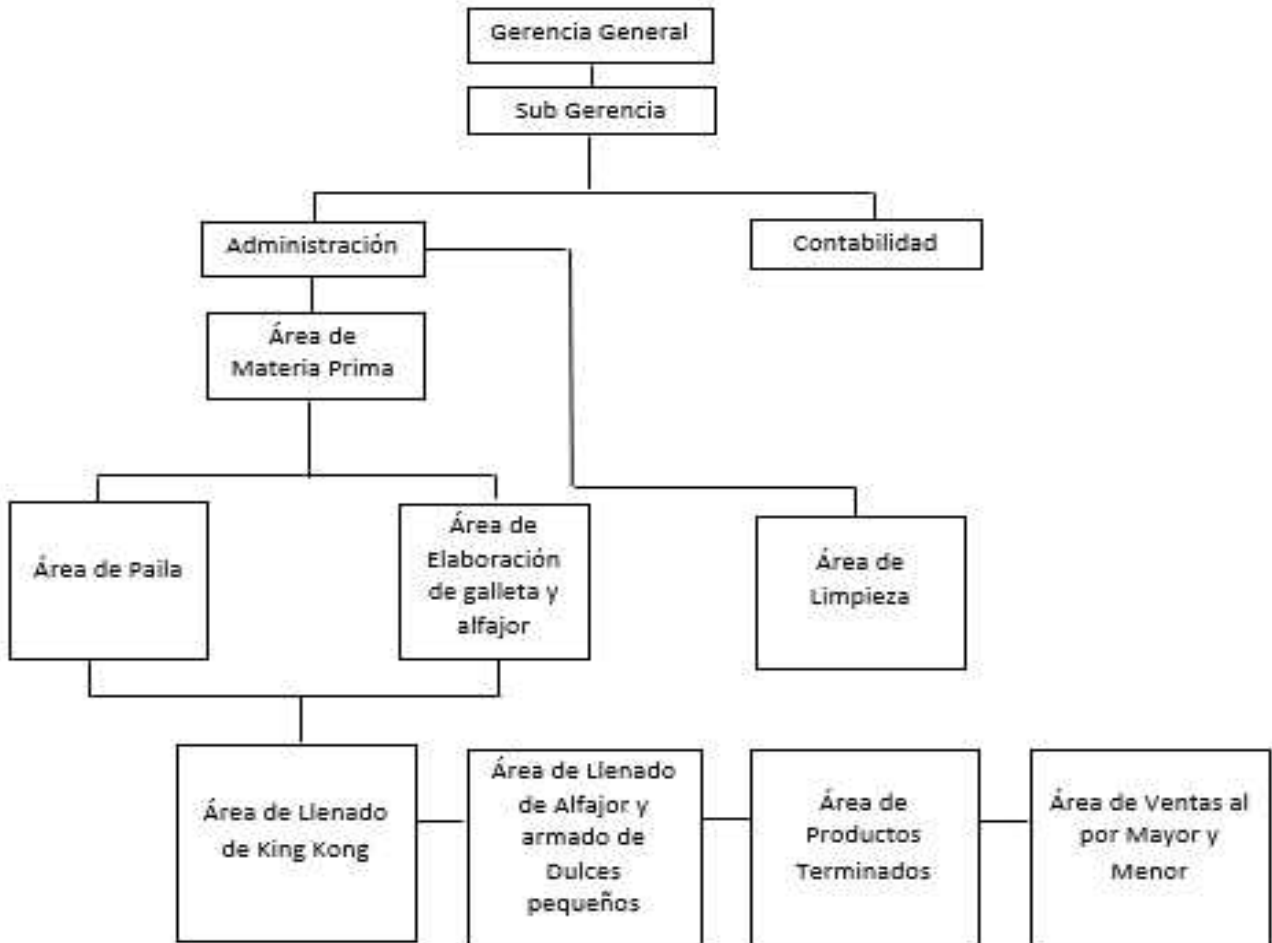 Gerencia General
Sub Gerencia
Administración
Contabilidad
Área de
Materia Prima
Área de Paila
Área de
Elaboración
de galleta y
alfajor
Área de
Limpieza
Área de Llenado
de King Kong
Área de Llenado
de Alfajor y
armado de
Dulces
pequeños
Área de
Productos
Terminados
Área de Ventas al
por Mayor y
Menor